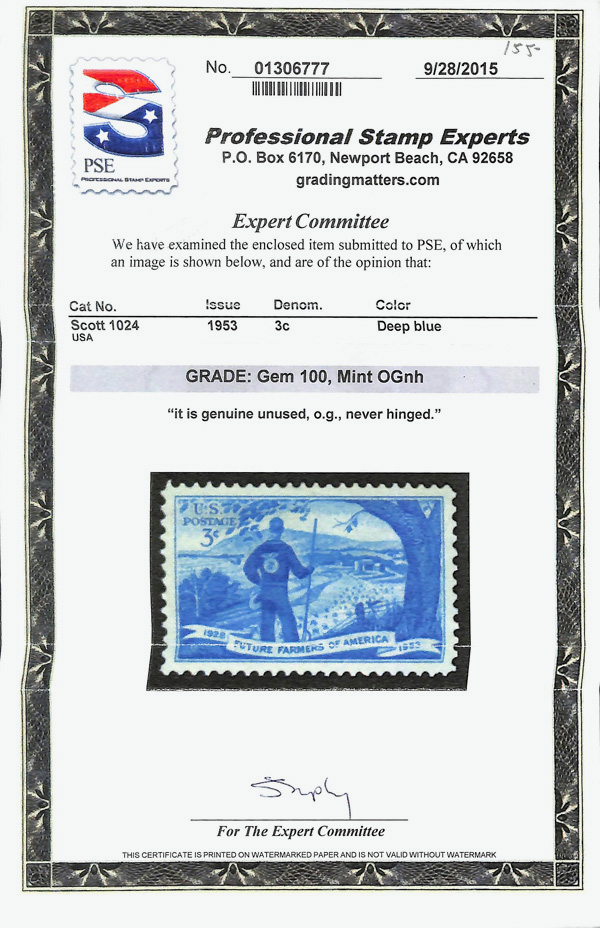 155-
No. 01306777 9/28/2015
PSE
PROFESSIONAL STAMP EXPERTS
Professional Stamp Experts
P.O. Box 6170, Newport Beach, CA 92658
gradingmatters.com
Expert Committee
We have examined the enclosed item submitted to PSE, of which
an image is shown below, and are of the opinion that:
Cat No. Issue Denom. Color
Scott 1024 1953 3c Deep blue
USA
GRADE: Gem 100, Mint OGnh
“it is genuine unused, o.g., never hinged.”
U.S.
POSTAGE
3¢
1928 FUTURE FARMERS OF AMERICA 1953
For The Expert Committee
THIS CERTIFICATE IS PRINTED ON WATERMARKED PAPER AND IS NOT VALID WITHOUT WATERMARK